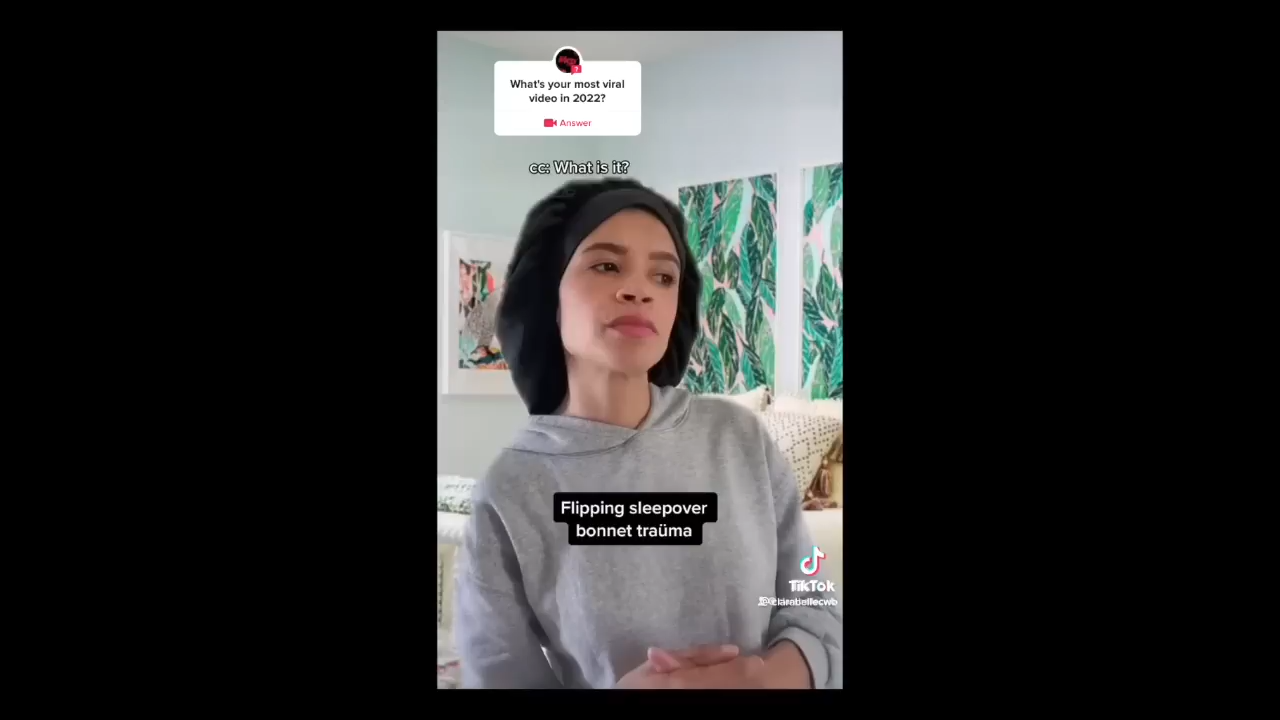 What's your most viral
video in 2022?
Answer
cc: What is it?
Flipping sleepover
bonnet traüma
TikTok